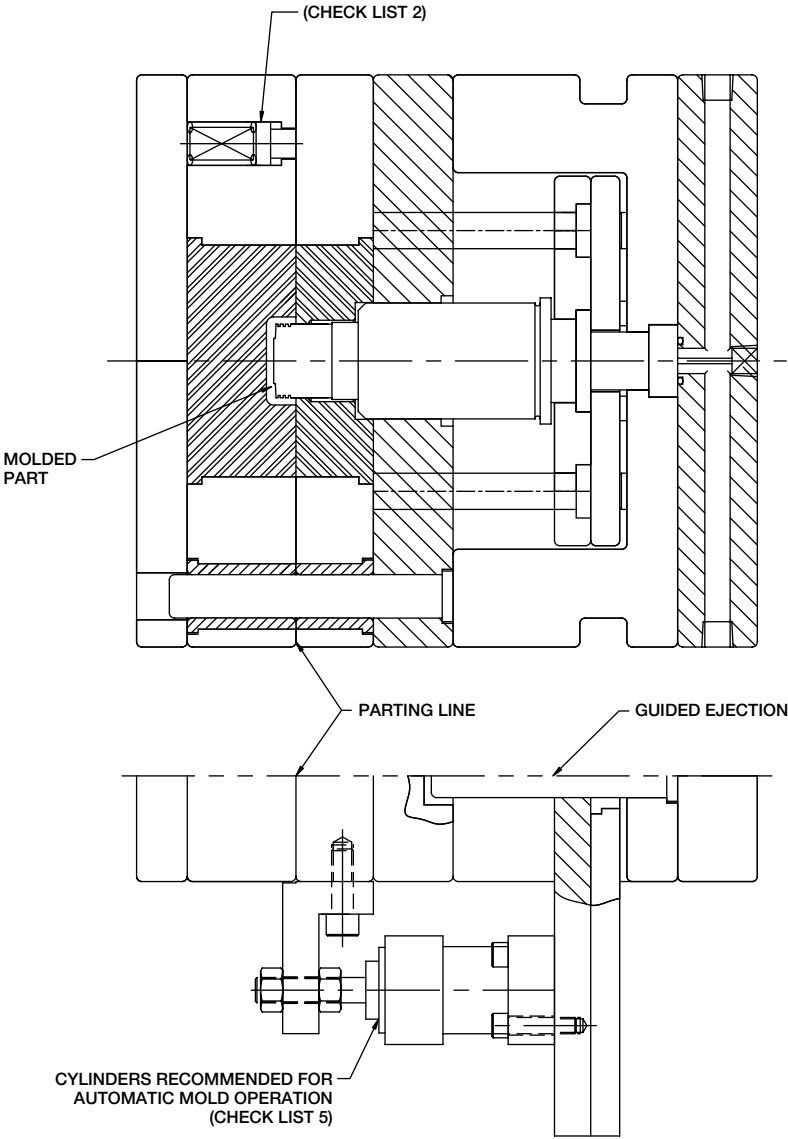 (CHECK LIST 2)
MOLDED
PART
PARTING LINE
GUIDED EJECTION
CYLINDERS RECOMMENDED FOR
AUTOMATIC MOLD OPERATION
(CHECK LIST 5)